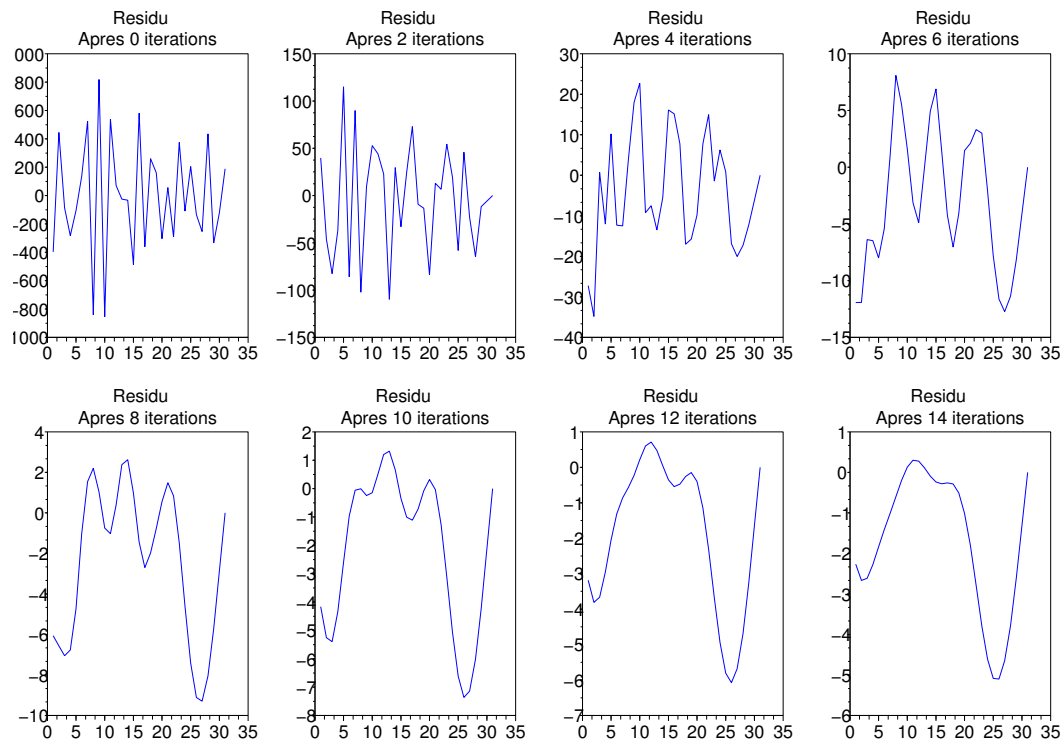 Residu
Apres 0 iterations
000
800
600
400
200
0
−200
−400
−600
−800
1000
0 5 10 15 20 25 30 35
Residu
Apres 2 iterations
150
100
50
0
−50
−100
−150
0 5 10 15 20 25 30 35
Residu
Apres 4 iterations
30
20
10
0
−10
−20
−30
−40
0 5 10 15 20 25 30 35
Residu
Apres 6 iterations
10
5
0
−5
−10
−15
0 5 10 15 20 25 30 35
Residu
Apres 8 iterations
4
2
0
−2
−4
−6
−8
−10
0 5 10 15 20 25 30 35
Residu
Apres 10 iterations
2
1
0
−1
−2
−3
−4
−5
−6
−7
−8
0 5 10 15 20 25 30 35
Residu
Apres 12 iterations
1
0
−1
−2
−3
−4
−5
−6
−7
0 5 10 15 20 25 30 35
Residu
Apres 14 iterations
1
0
−1
−2
−3
−4
−5
−6
0 5 10 15 20 25 30 35